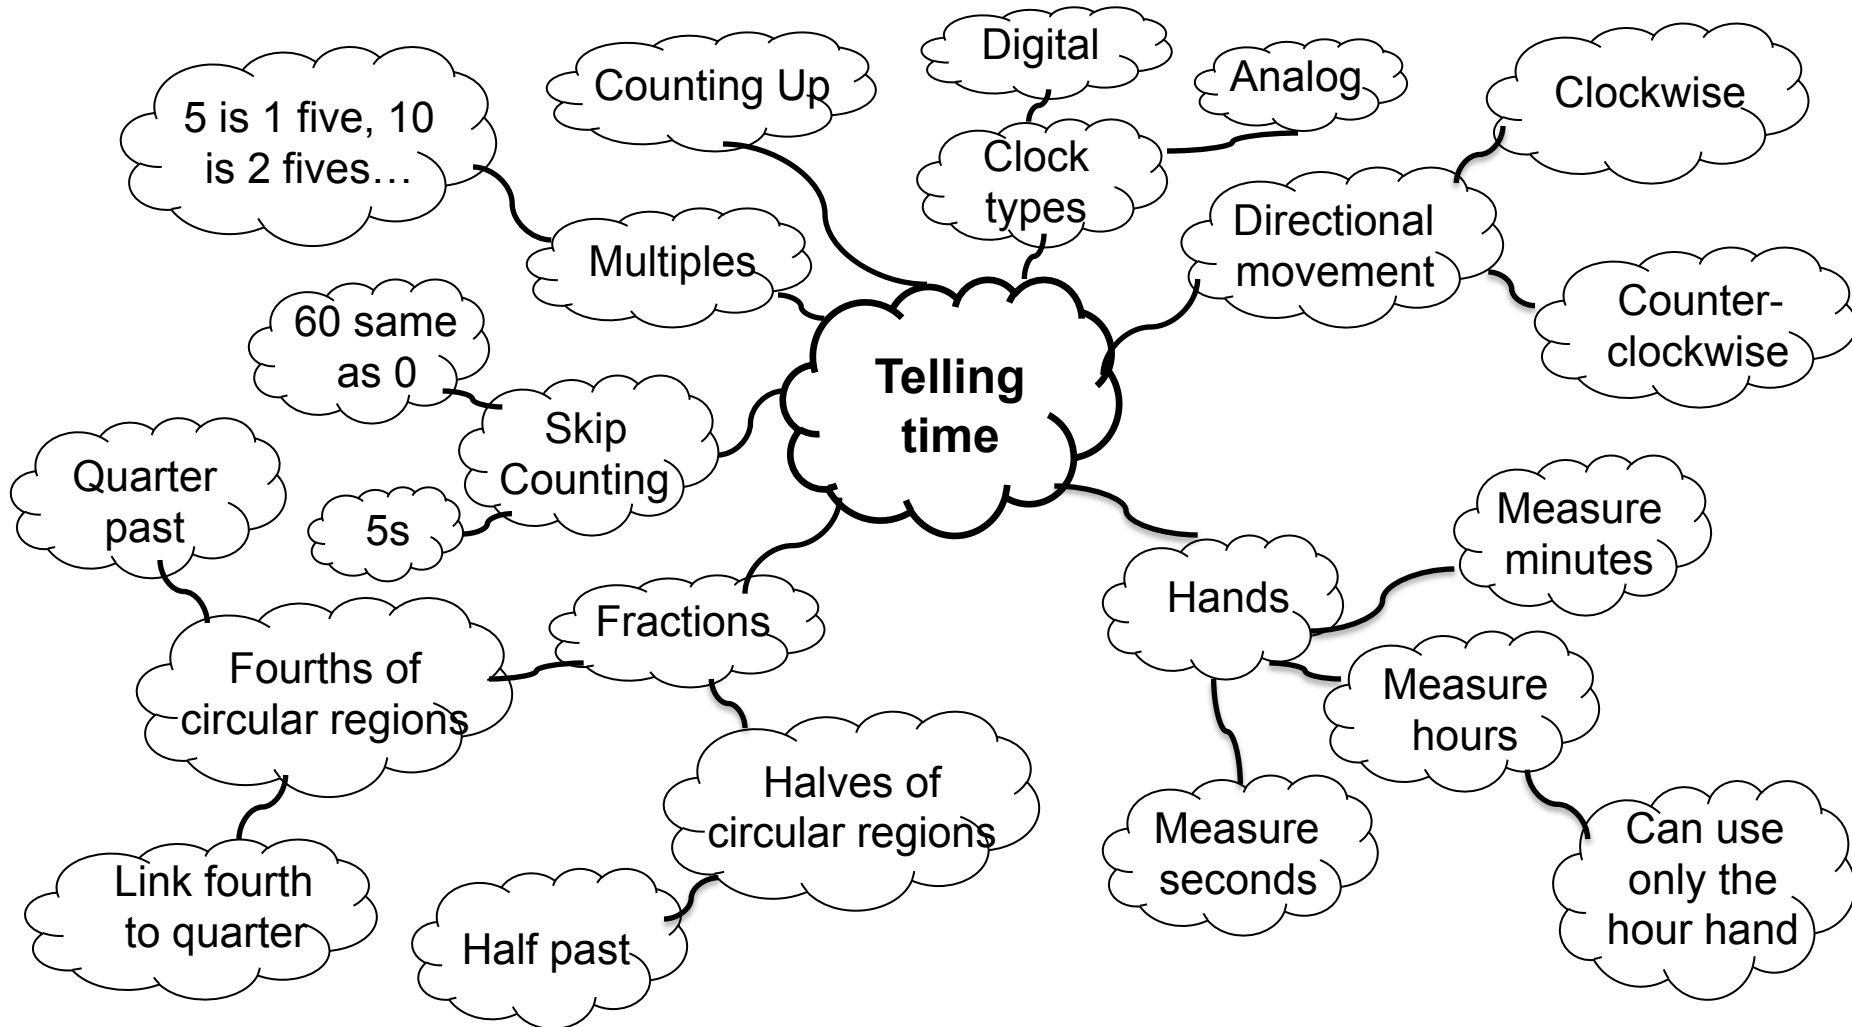 Digital
Analog
Counting Up
Clockwise
5 is 1 five, 10
is 2 fives…
Clock
types
Directional
movement
Multiples
Counter-
clockwise
60 same
as 0
Telling
time
Skip
Counting
Quarter
past
5s
Measure
minutes
Hands
Fractions
Fourths of
circular regions
Measure
hours
Halves of
circular regions
Measure
seconds
Can use
only the
hour hand
Link fourth
to quarter
Half past